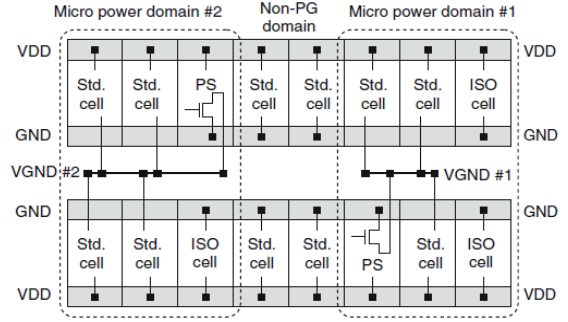 Micro power domain #2
Non-PG
domain
Micro power domain #1
VDD
VDD
Std.
cell
Std.
cell
PS
Std.
cell
Std.
cell
Std.
cell
Std.
cell
ISO
cell
GND
GND
VGND #2
VGND #1
GND
GND
Std.
cell
Std.
cell
ISO
cell
Std.
cell
Std.
cell
PS
Std.
cell
ISO
cell
VDD
VDD